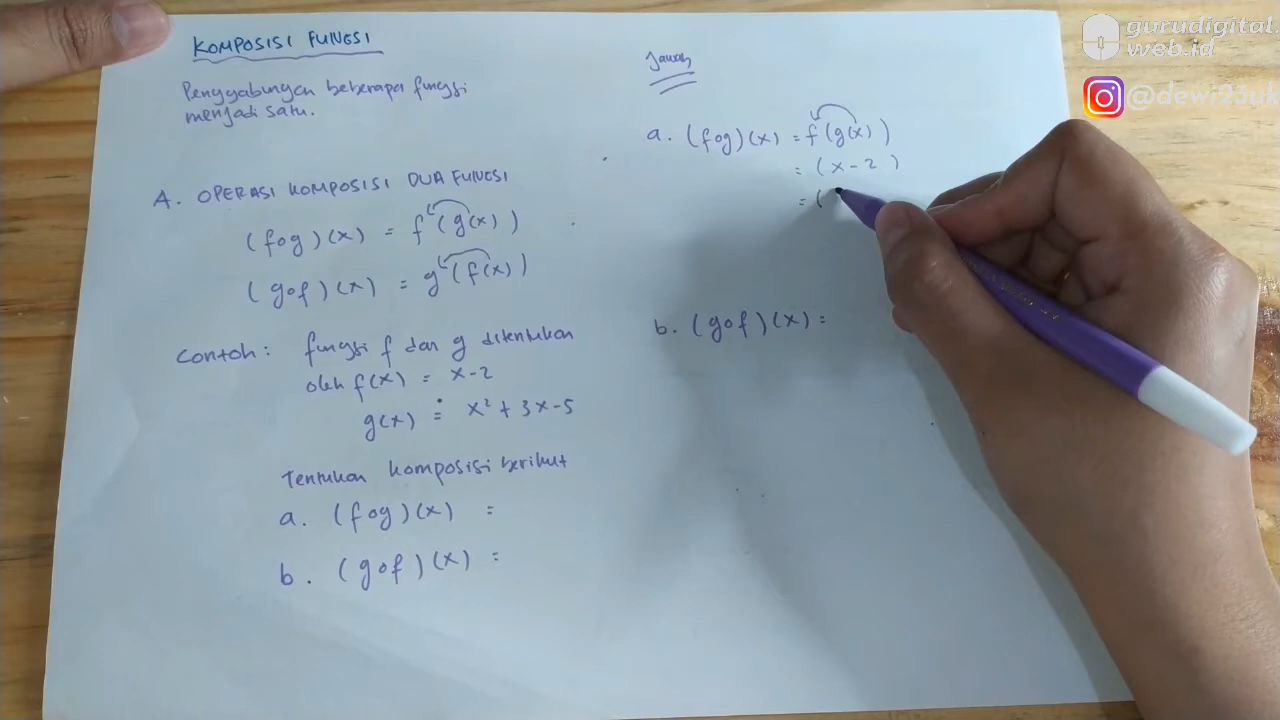 KOMPOSISI FUNGSI
Penggabungan beberapa fungsi
menjadi satu.
A. OPERASI KOMPOSISI DUA FUNGSI
(fog)(x) = f(g(x))
(gof)(x) = g(f(x))
Contoh: fungsi f dan g ditentukan
oleh f(x) = x-2
g(x) = x² + 3x-5
Tentukan komposisi berikut
a. (fog)(x) =
b. (gof)(x) =
Jawab
a. (fog)(x) = f(g(x))
= (x-2)
= (
b. (gof)(x) =
gurudigital.
web.id
@dewi23uk